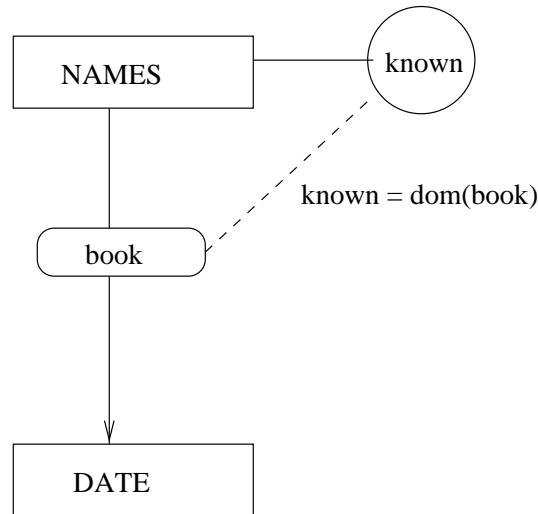 NAMES
known
known = dom(book)
book
DATE